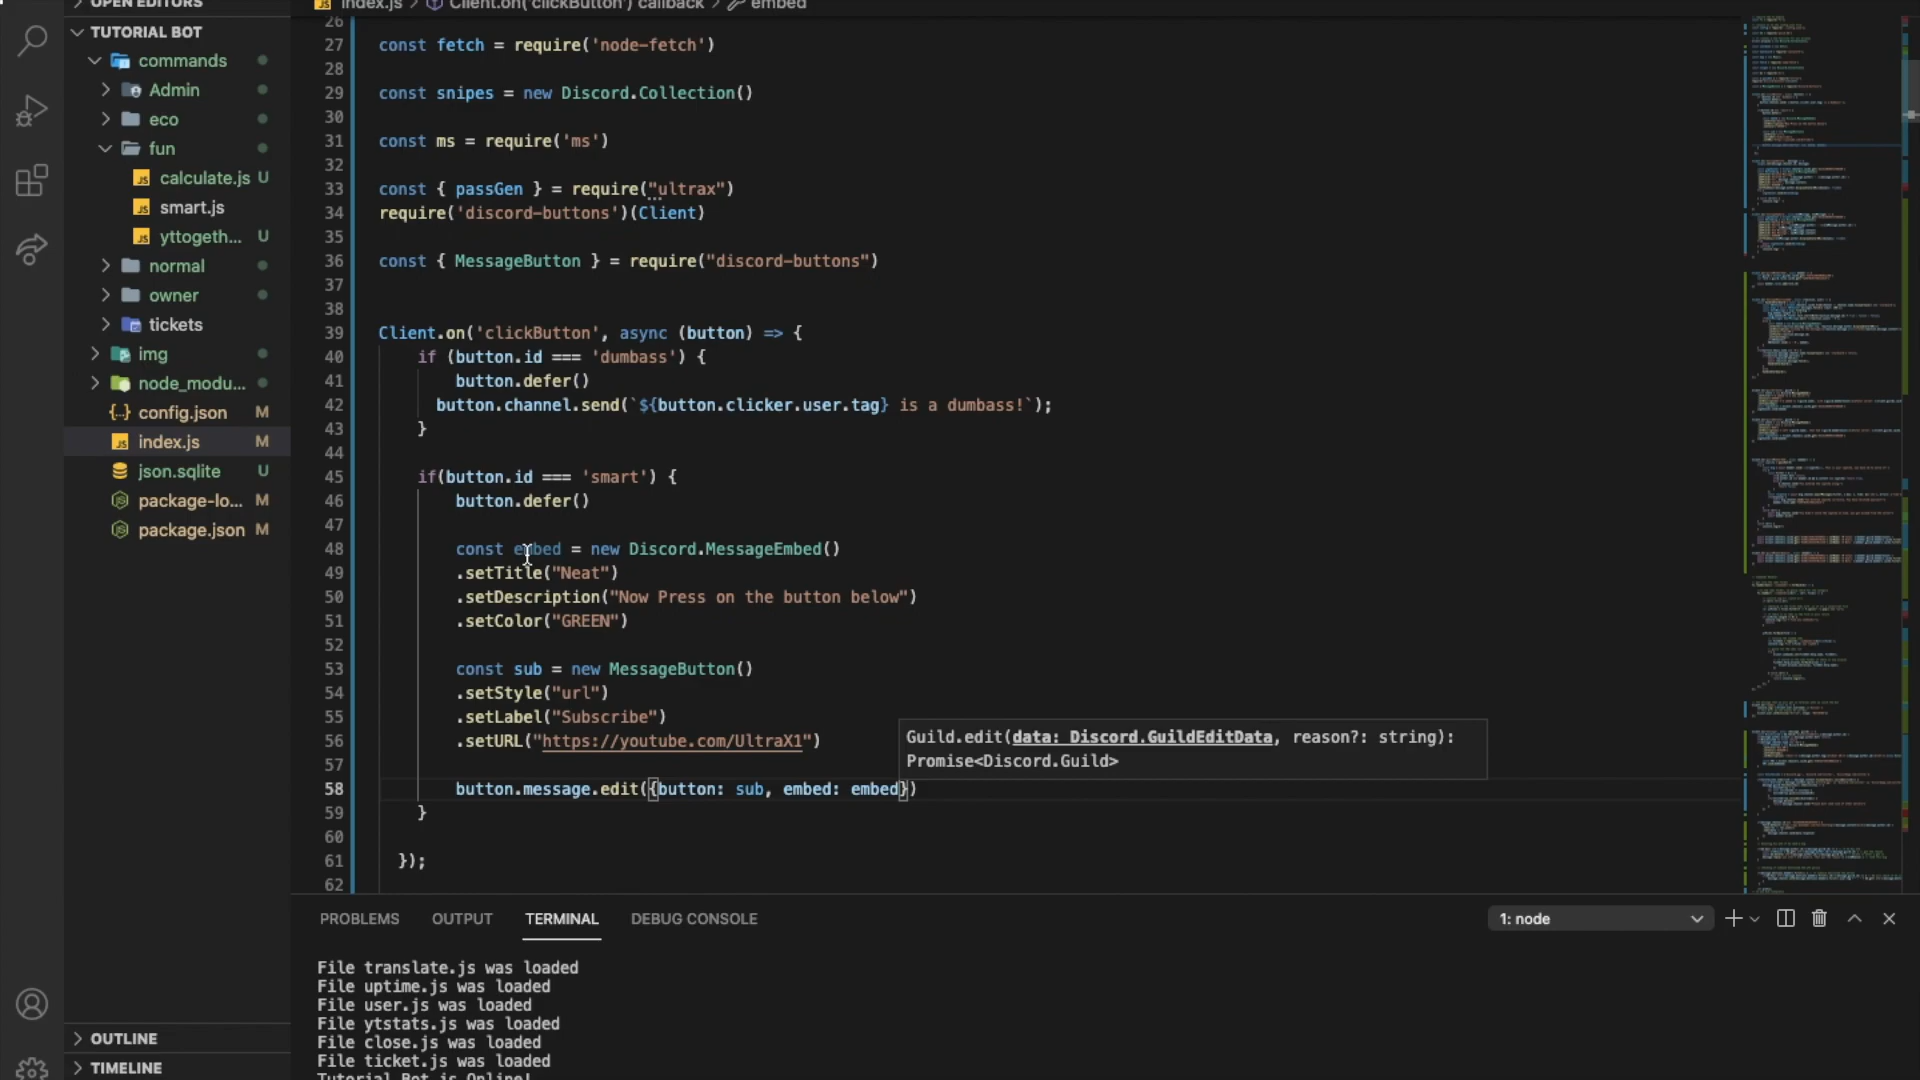 OPEN EDITORS
TUTORIAL BOT
commands
Admin
eco
fun
calculate.js U
smart.js
yttogeth... U
normal
owner
tickets
img
node_modu...
config.json M
index.js M
json.sqlite U
package-lo... M
package.json M
OUTLINE
TIMELINE
index.js > Client.on('clickButton') callback > embed
26
27 const fetch = require('node-fetch')
28
29 const snipes = new Discord.Collection()
30
31 const ms = require('ms')
32
33 const { passGen } = require("ultrax")
34 require('discord-buttons')(Client)
35
36 const { MessageButton } = require("discord-buttons")
37
38
39 Client.on('clickButton', async (button) => {
40 if (button.id === 'dumbass') {
41 button.defer()
42 button.channel.send(`${button.clicker.user.tag} is a dumbass!`);
43 }
44
45 if(button.id === 'smart') {
46 button.defer()
47
48 const embed = new Discord.MessageEmbed()
49 .setTitle("Neat")
50 .setDescription("Now Press on the button below")
51 .setColor("GREEN")
52
53 const sub = new MessageButton()
54 .setStyle("url")
55 .setLabel("Subscribe")
56 .setURL("https://youtube.com/UltraX1")
57
58 button.message.edit({button: sub, embed: embed})
59 }
60
61 });
62
Guild.edit(data: Discord.GuildEditData, reason?: string):
Promise<Discord.Guild>
PROBLEMS OUTPUT TERMINAL DEBUG CONSOLE
1: node
File translate.js was loaded
File uptime.js was loaded
File user.js was loaded
File ytstats.js was loaded
File close.js was loaded
File ticket.js was loaded
Tutorial Bot is Online!